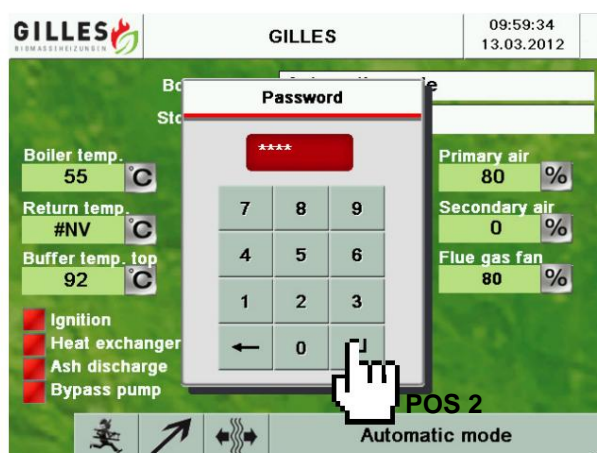 GILLES
BIOMASSEHEIZUNGEN
GILLES
09:59:34
13.03.2012
Bo
Sto
Password
****
7 8 9
4 5 6
1 2 3
← 0 ↵
Boiler temp.
55 °C
Return temp.
#NV °C
Buffer temp. top
92 °C
Ignition
Heat exchanger
Ash discharge
Bypass pump
Primary air
80 %
Secondary air
0 %
Flue gas fan
80 %
POS 2
Automatic mode